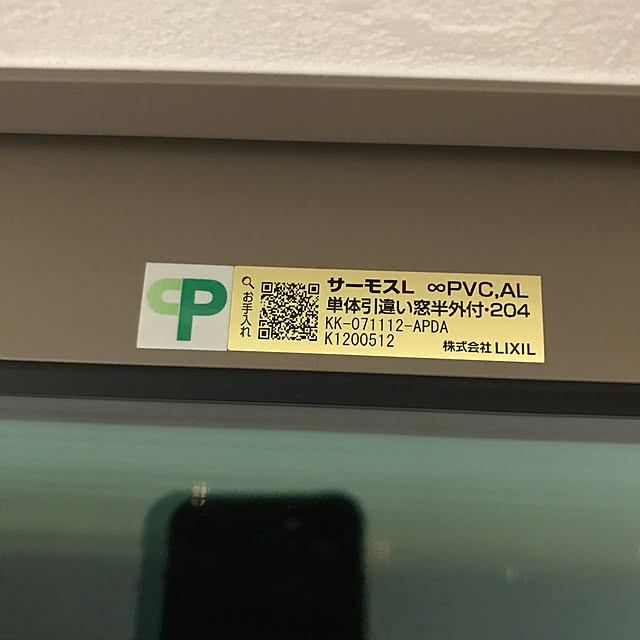 CP
お手入れ
サーモスL ∞PVC,AL
単体引違い窓半外付・204
KK-071112-APDA
K1200512
株式会社 LIXIL